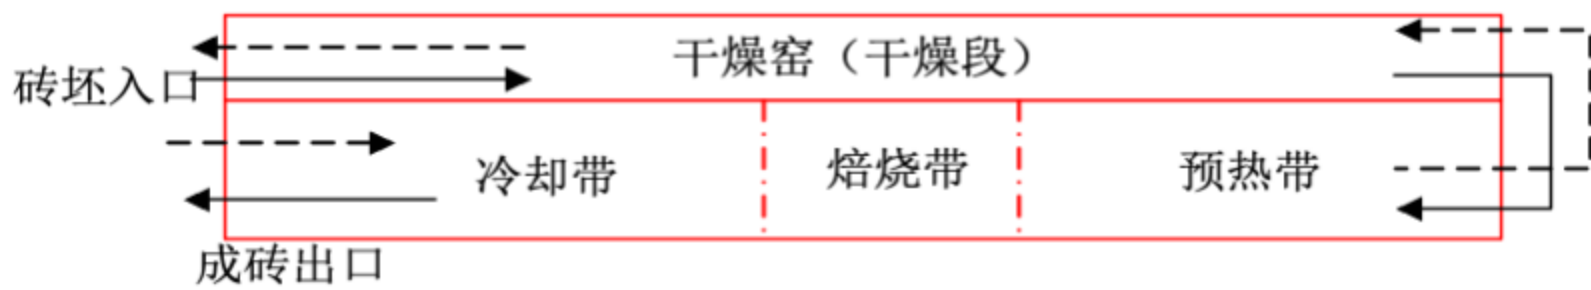 干燥窑（干燥段）
砖坯入口
冷却带
焙烧带
预热带
成砖出口